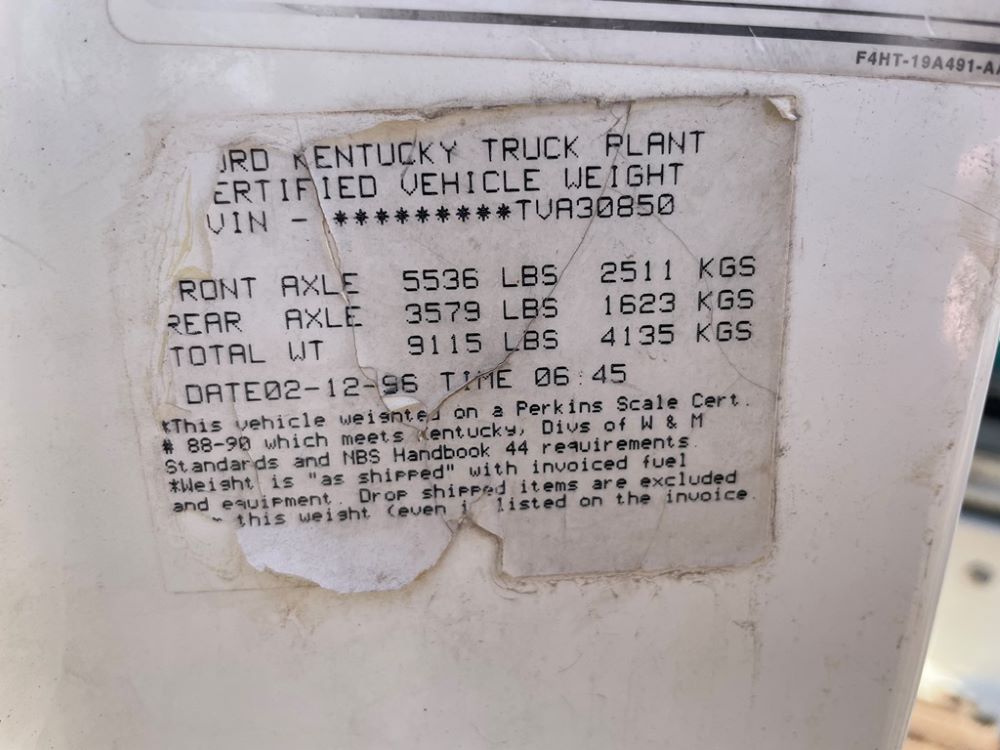 F4HT-19A491-A
ORD KENTUCKY TRUCK PLANT
ERTIFIED VEHICLE WEIGHT
VIN - *********TVA30850
RONT AXLE 5536 LBS 2511 KGS
REAR AXLE 3579 LBS 1623 KGS
TOTAL WT 9115 LBS 4135 KGS
DATE02-12-96 TIME 06:45
*This vehicle weighted on a Perkins Scale Cert.
# 88-90 which meets Kentucky, Divs of W & M
Standards and NBS Handbook 44 requirements.
*Weight is "as shipped" with invoiced fuel
and equipment. Drop shipped items are excluded
this weight (even listed on the invoice.